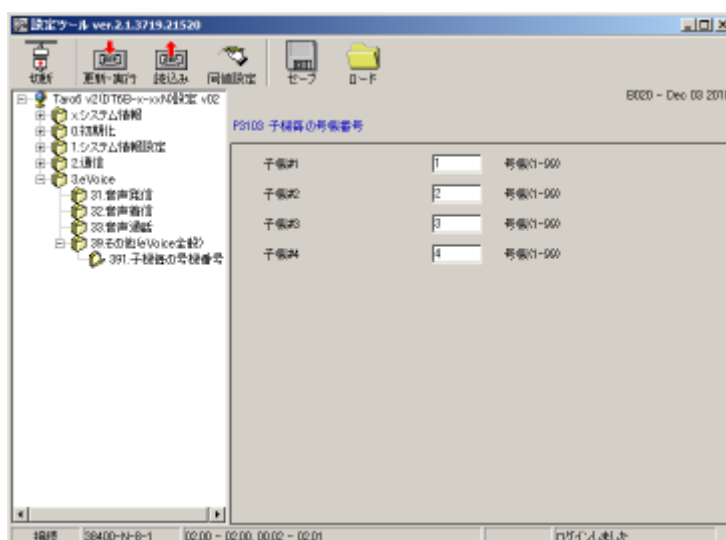 設定ツール ver.2.1.3719.21520
切断 更新・実行 読込み 同値設定 セーブ ロード
B020 - Dec 03 201
x.システム情報
0.初期化
1.システム情報設定
2.通信
3.eVoice
31.音声発信
32.音声着信
33.音声通話
39.その他(eVoice全般)
391.子機器の号機番号
P3103 子機器の号機番号
子機#1 1 号機(1-99)
子機#2 2 号機(1-99)
子機#3 3 号機(1-99)
子機#4 4 号機(1-99)
接続 38400-N-8-1 02.00 - 02.00, 00.02 - 02.01 ログインしました